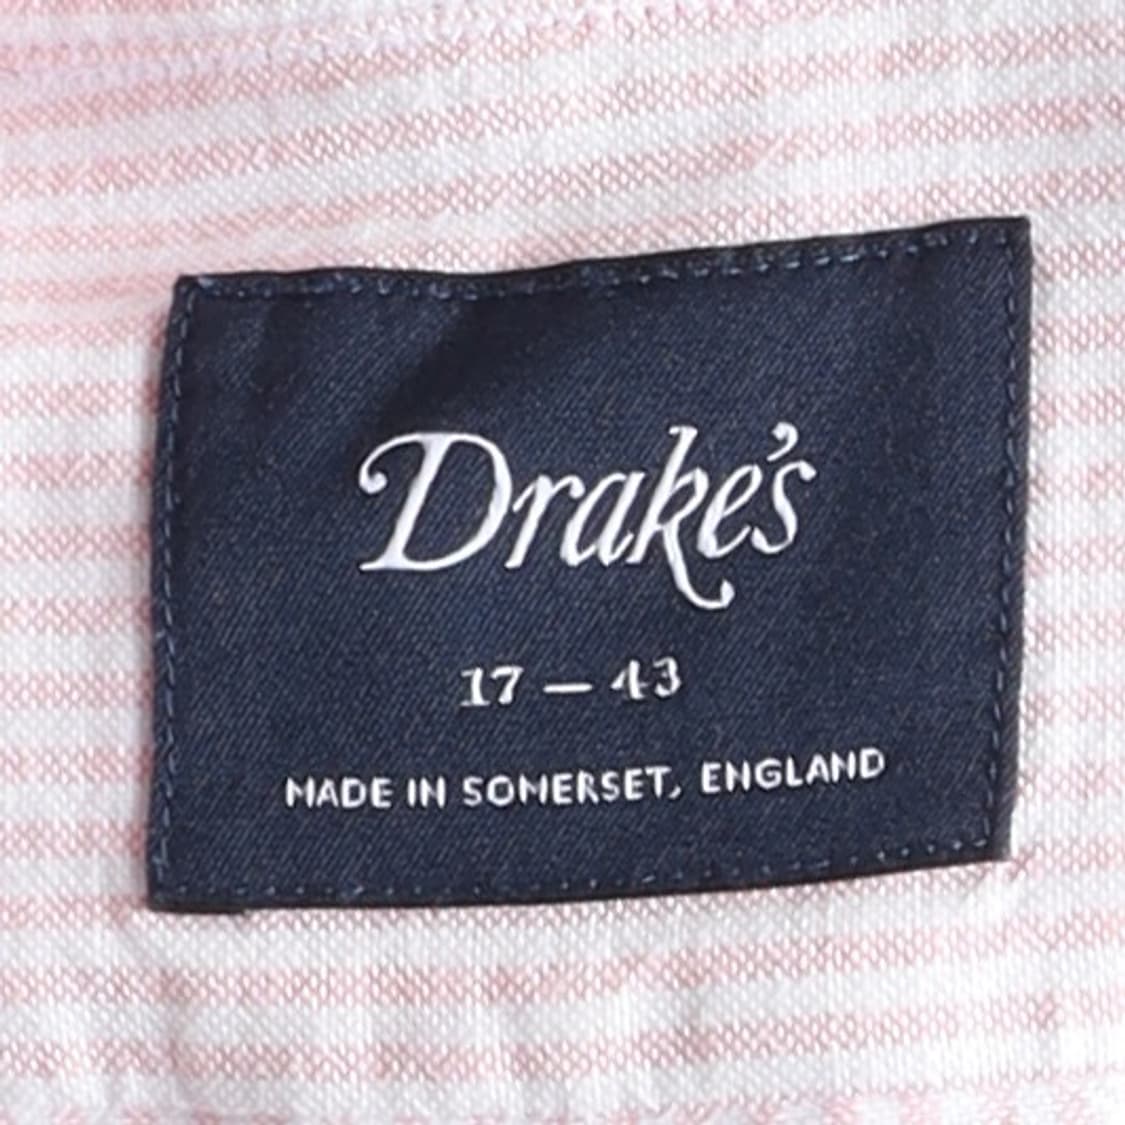 Drake's
17 – 43
MADE IN SOMERSET, ENGLAND